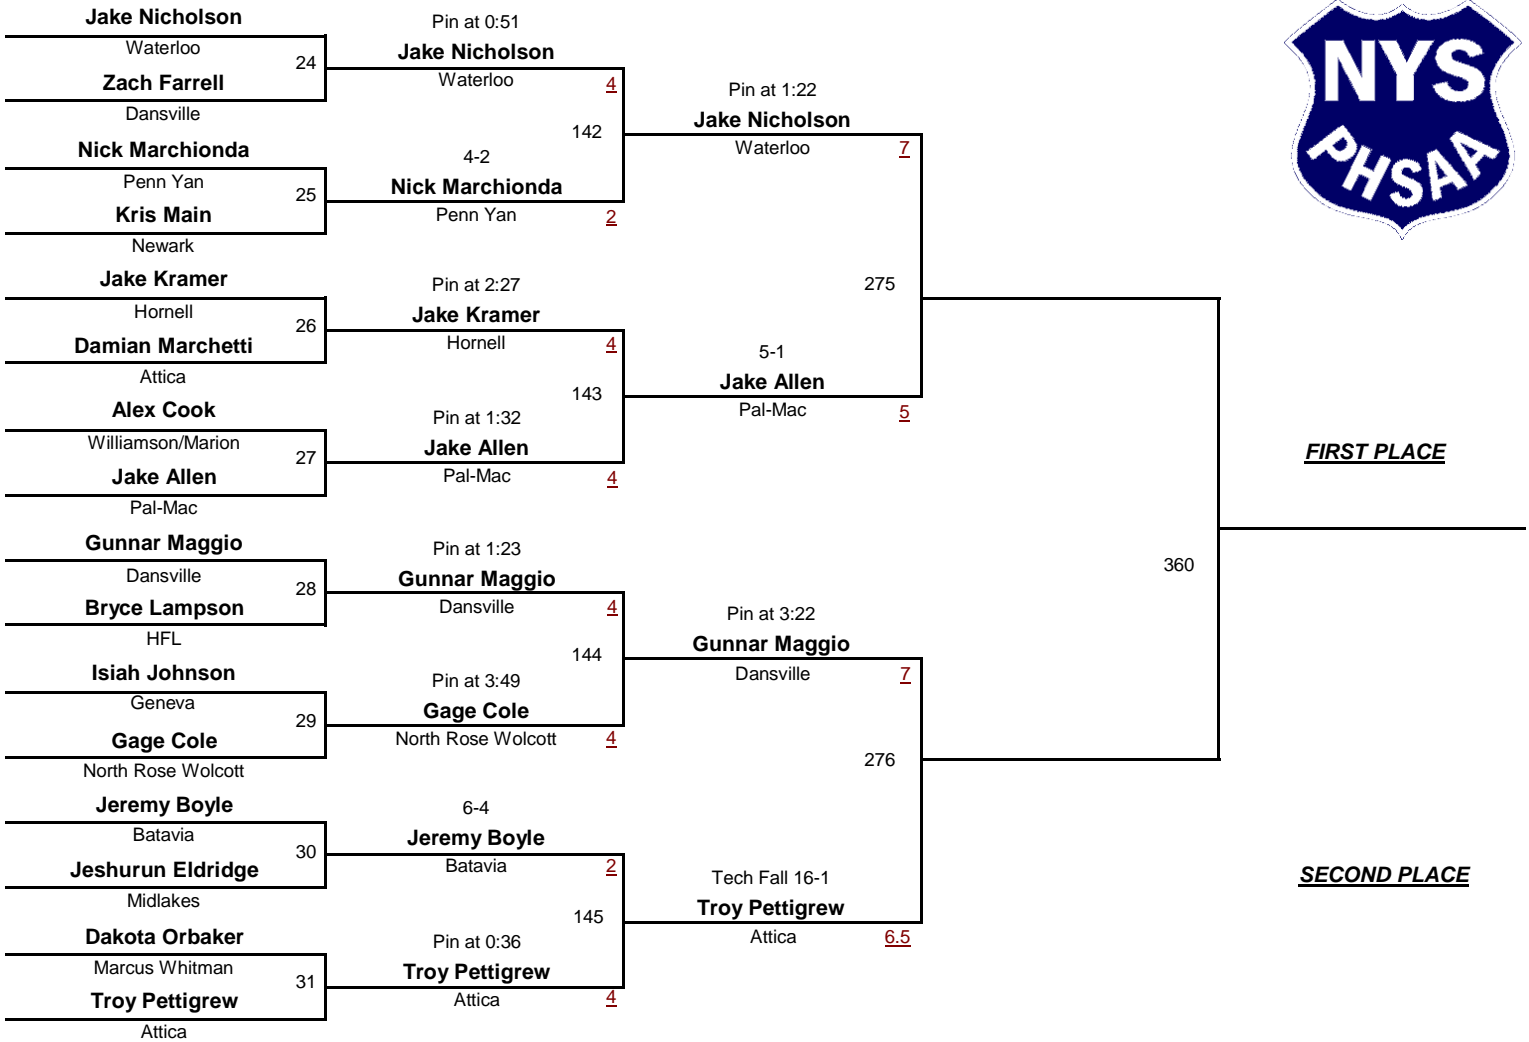 Jake Nicholson
Waterloo
24
Zach Farrell
Dansville
Nick Marchionda
Penn Yan
25
Kris Main
Newark
Jake Kramer
Hornell
26
Damian Marchetti
Attica
Alex Cook
Williamson/Marion
27
Jake Allen
Pal-Mac
Gunnar Maggio
Dansville
28
Bryce Lampson
HFL
Isiah Johnson
Geneva
29
Gage Cole
North Rose Wolcott
Jeremy Boyle
Batavia
30
Jeshurun Eldridge
Midlakes
Dakota Orbaker
Marcus Whitman
31
Troy Pettigrew
Attica
Pin at 0:51
Jake Nicholson
Waterloo
4
142
4-2
Nick Marchionda
Penn Yan
2
Pin at 2:27
Jake Kramer
Hornell
4
143
Pin at 1:32
Jake Allen
Pal-Mac
4
Pin at 1:23
Gunnar Maggio
Dansville
4
144
Pin at 3:49
Gage Cole
North Rose Wolcott
4
6-4
Jeremy Boyle
Batavia
2
145
Pin at 0:36
Troy Pettigrew
Attica
4
Pin at 1:22
Jake Nicholson
Waterloo
7
275
5-1
Jake Allen
Pal-Mac
5
Pin at 3:22
Gunnar Maggio
Dansville
7
276
Tech Fall 16-1
Troy Pettigrew
Attica
6.5
360
NYS
PHSAA
FIRST PLACE
SECOND PLACE